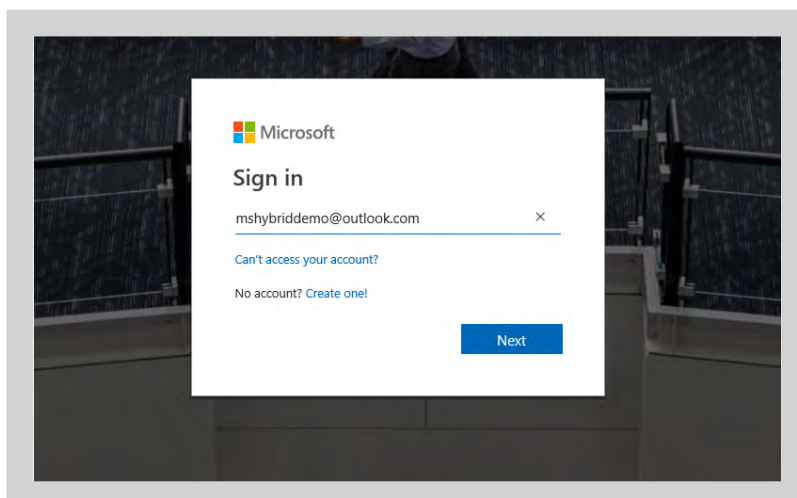 Microsoft
Sign in
mshybriddemo@outlook.com
Can't access your account?
No account? Create one!
Next